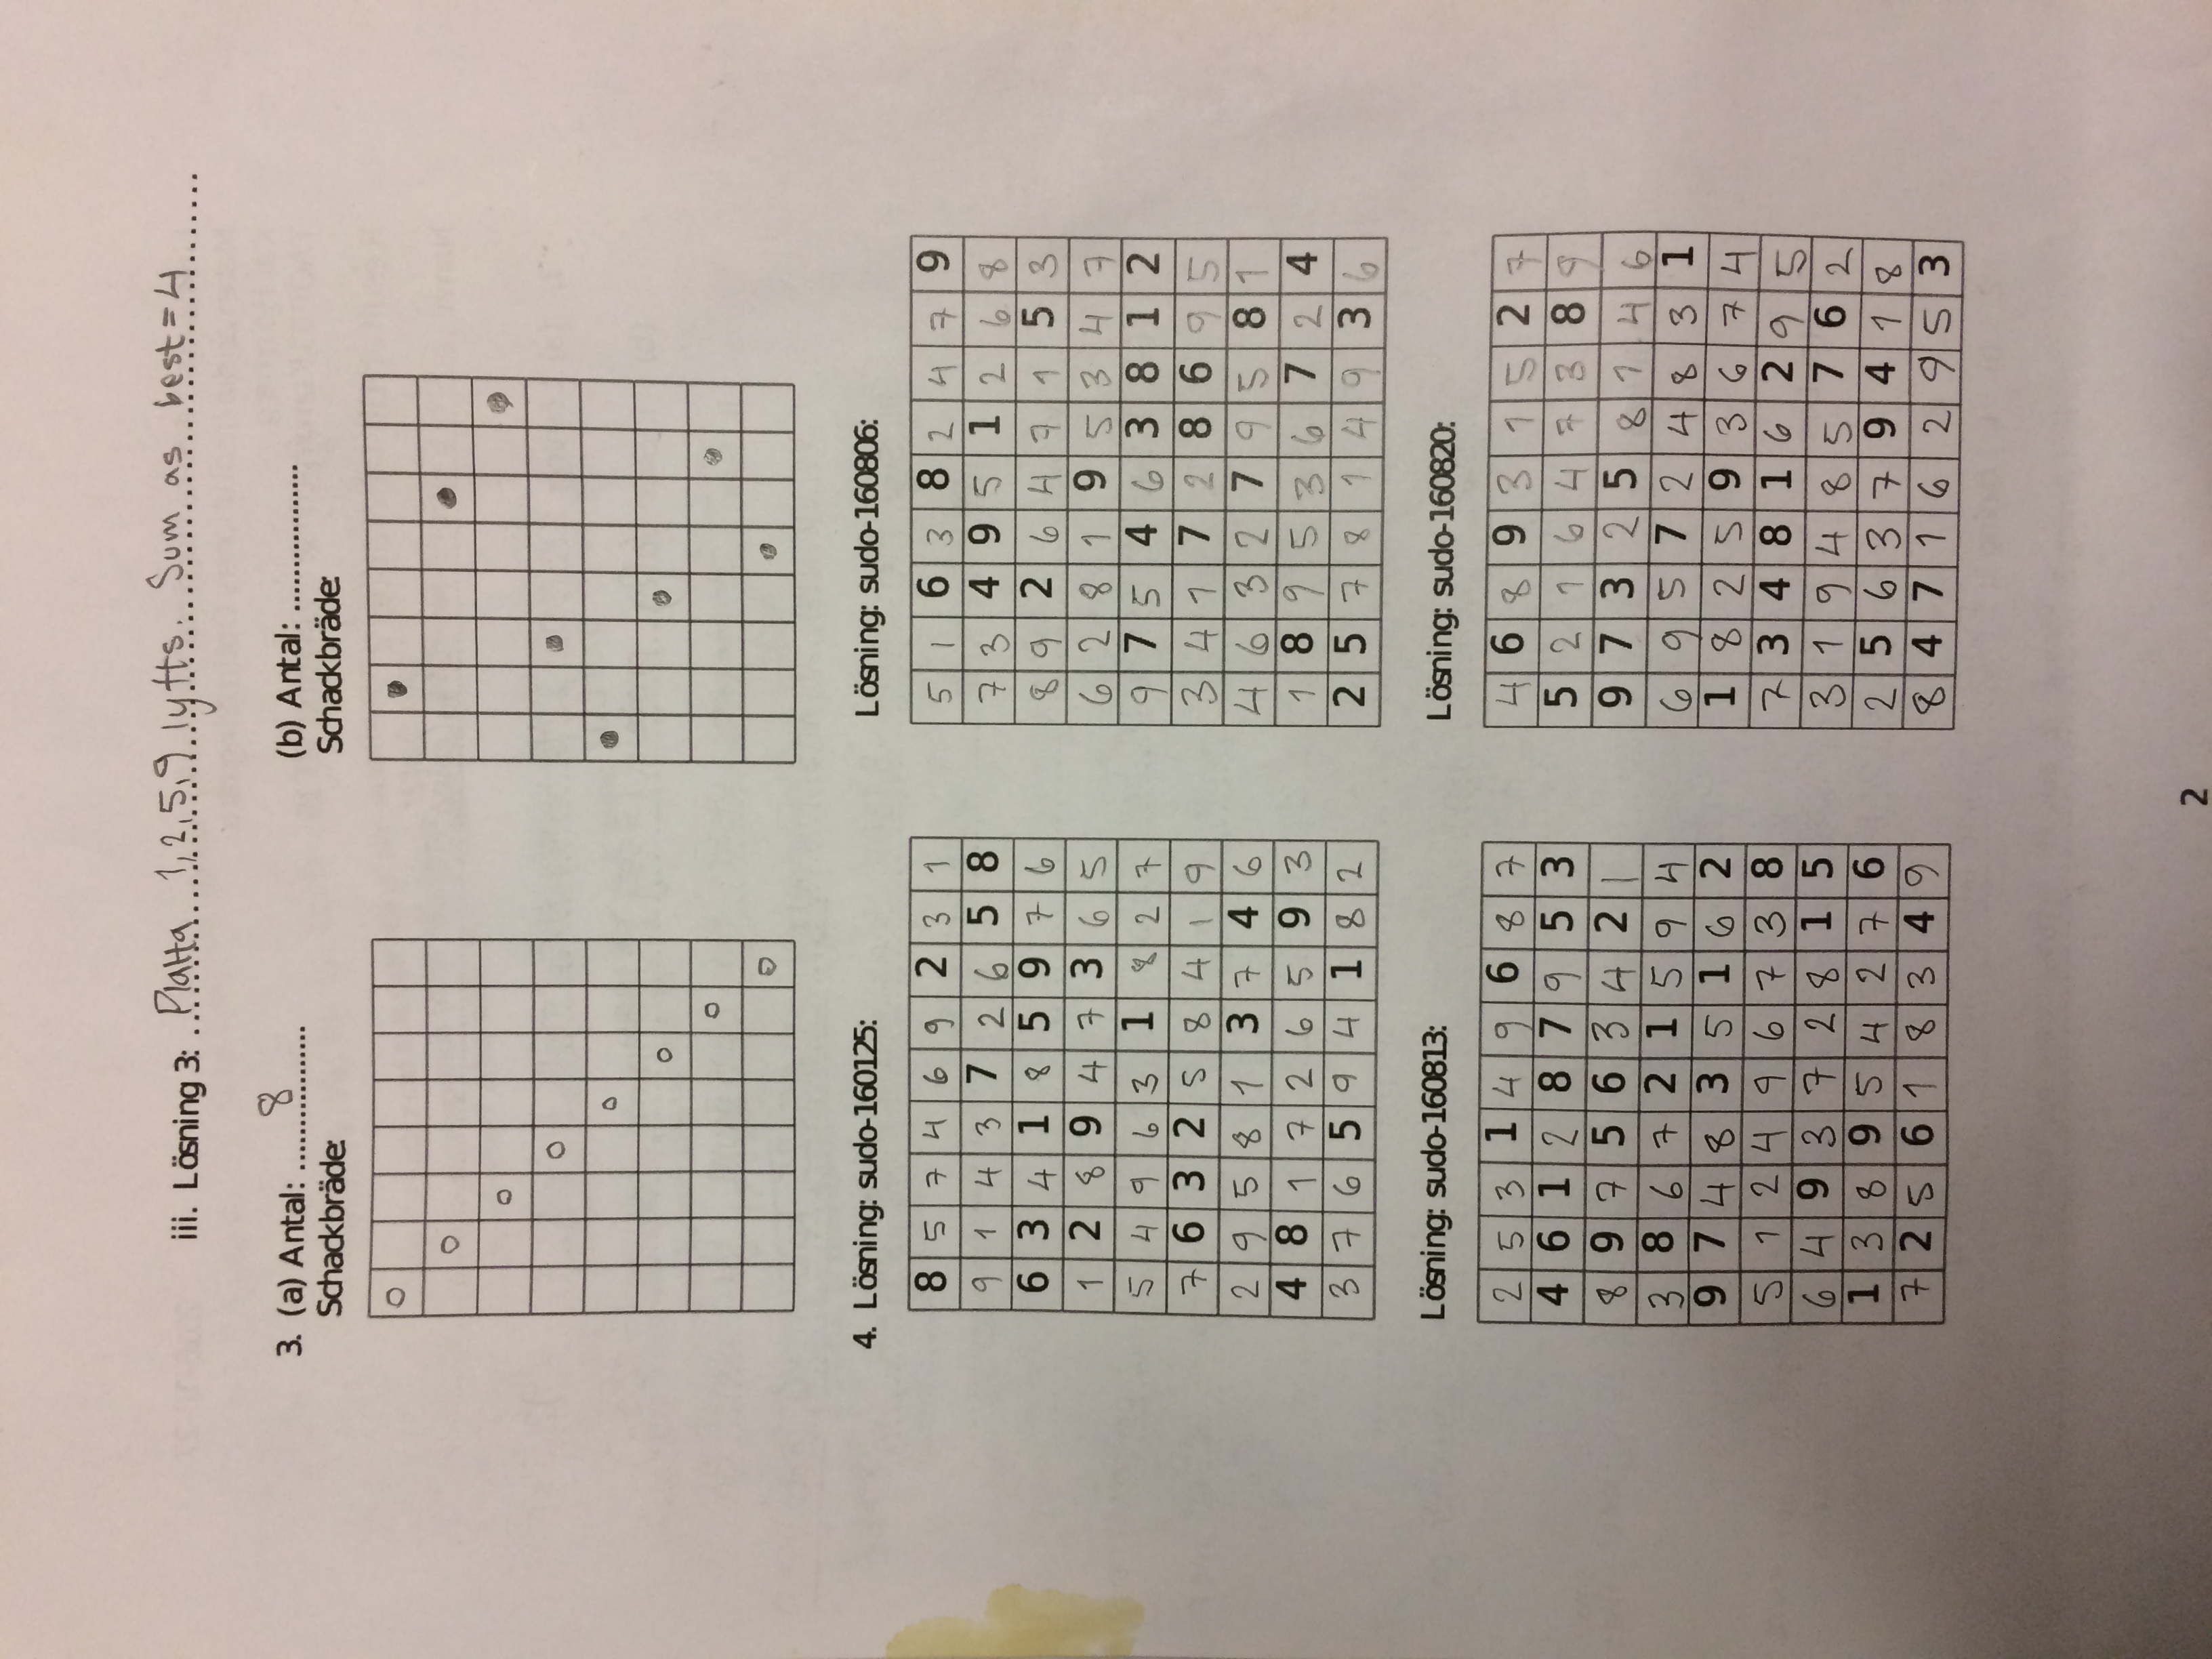 iii. Lösning 3: Platta 1,2,5,9 lyfts. Sum as best=4
3. (a) Antal: 8
(b) Antal: .................
Schackbräde:
Schackbräde:
4. Lösning: sudo-160125:
8 5 7 4 6 9 2 3 1
9 1 4 3 7 2 6 5 8
6 3 4 1 8 5 9 7 6
1 2 8 9 4 7 3 6 5
5 4 9 6 3 1 8 2 7
7 6 3 2 5 8 4 1 9
2 9 5 8 1 3 7 4 6
4 8 1 7 2 6 5 9 3
3 7 6 5 9 4 1 8 2
Lösning: sudo-160806:
5 1 6 3 8 2 4 7 9
7 3 4 9 5 1 2 6 8
8 9 2 6 4 7 1 5 3
6 2 8 1 9 5 3 4 7
9 7 5 4 6 3 8 1 2
3 4 1 7 2 8 6 9 5
4 6 3 2 7 9 5 8 1
1 8 9 5 3 6 7 2 4
2 5 7 8 1 4 9 3 6
Lösning: sudo-160813:
2 5 3 1 4 9 6 8 7
4 6 1 2 8 7 9 5 3
8 9 7 5 6 3 4 2 1
3 8 6 7 2 1 5 9 4
9 7 4 8 3 5 1 6 2
5 1 2 4 9 6 7 3 8
6 4 9 3 7 2 8 1 5
1 3 8 9 5 4 2 7 6
7 2 5 6 1 8 3 4 9
Lösning: sudo-160820:
4 6 8 9 3 1 5 2 7
5 2 1 6 4 7 3 8 9
9 7 3 2 5 8 1 4 6
6 9 5 7 2 4 8 3 1
1 8 2 5 9 3 6 7 4
7 3 4 8 1 6 2 9 5
3 1 9 4 8 5 7 6 2
2 5 6 3 7 9 4 1 8
8 4 7 1 6 2 9 5 3
2